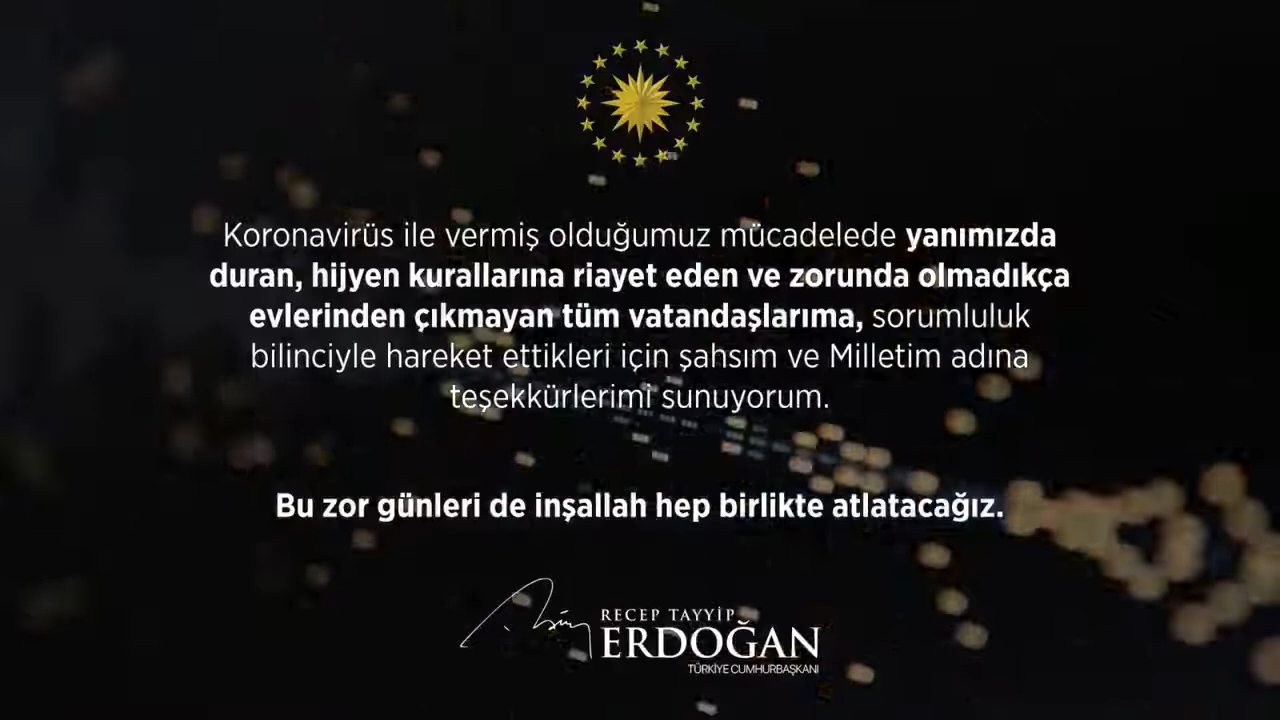 Koronavirüs ile vermiş olduğumuz mücadelede yanımızda
duran, hijyen kurallarına riayet eden ve zorunda olmadıkça
evlerinden çıkmayan tüm vatandaşlarıma, sorumluluk
bilinciyle hareket ettikleri için şahsım ve Milletim adına
teşekkürlerimi sunuyorum.
Bu zor günleri de inşallah hep birlikte atlatacağız.
RECEP TAYYİP
ERDOĞAN
TÜRKİYE CUMHURBAŞKANI